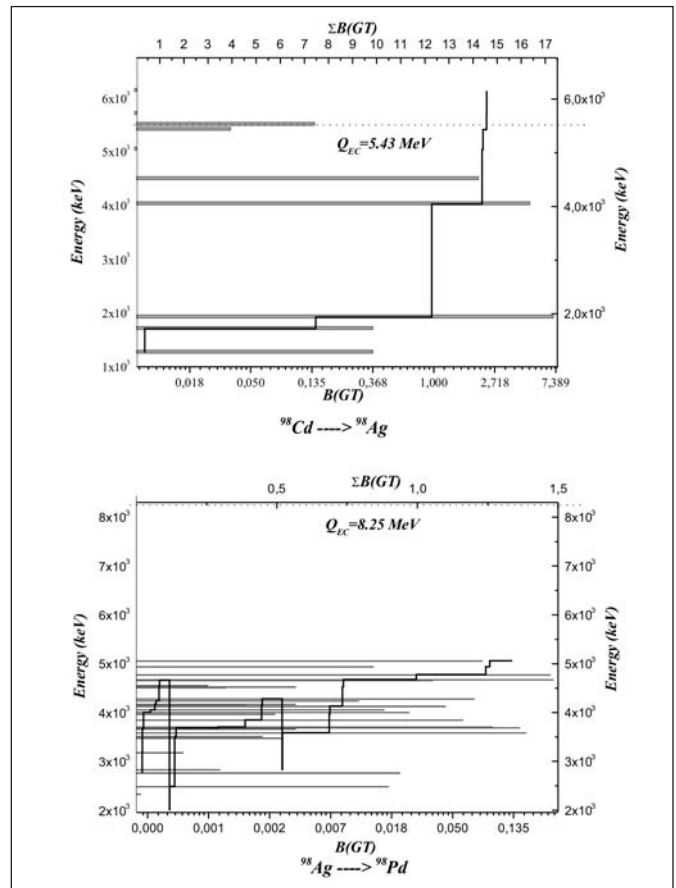 ΣB(GT)
1 2 3 4 5 6 7 8 9 10 11 12 13 14 15 16 17
6x10³ 6,0x10³
Q_EC=5.43 MeV
5x10³
Energy (keV) Energy (keV)
4x10³ 4,0x10³
2x10³ 2,0x10³
1x10³
0,018 0,050 0,135 0,368 1,000 2,718 7,389
B(GT)
⁹⁸Cd ----> ⁹⁸Ag
ΣB(GT)
0,5 1,0 1,5
8x10³ 8x10³
Q_EC=8.25 MeV
7x10³ 7x10³
6x10³ 6x10³
Energy (keV) Energy (keV)
5x10³ 5x10³
4x10³ 4x10³
3x10³ 3x10³
2x10³ 2x10³
0,000 0,001 0,002 0,007 0,018 0,050 0,135
B(GT)
⁹⁸Ag ----> ⁹⁸Pd